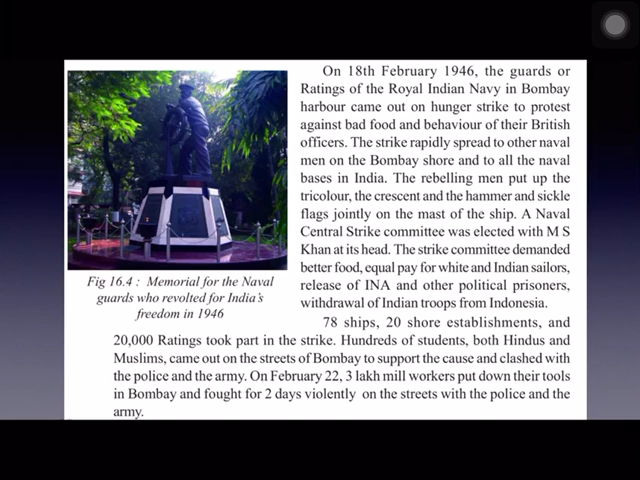 On 18th February 1946, the guards or
Ratings of the Royal Indian Navy in Bombay
harbour came out on hunger strike to protest
against bad food and behaviour of their British
officers. The strike rapidly spread to other naval
men on the Bombay shore and to all the naval
bases in India. The rebelling men put up the
tricolour, the crescent and the hammer and sickle
flags jointly on the mast of the ship. A Naval
Central Strike committee was elected with M S
Khan at its head. The strike committee demanded
better food, equal pay for white and Indian sailors,
release of INA and other political prisoners,
withdrawal of Indian troops from Indonesia.
Fig 16.4 : Memorial for the Naval
guards who revolted for India's
freedom in 1946
78 ships, 20 shore establishments, and
20,000 Ratings took part in the strike. Hundreds of students, both Hindus and
Muslims, came out on the streets of Bombay to support the cause and clashed with
the police and the army. On February 22, 3 lakh mill workers put down their tools
in Bombay and fought for 2 days violently on the streets with the police and the
army.